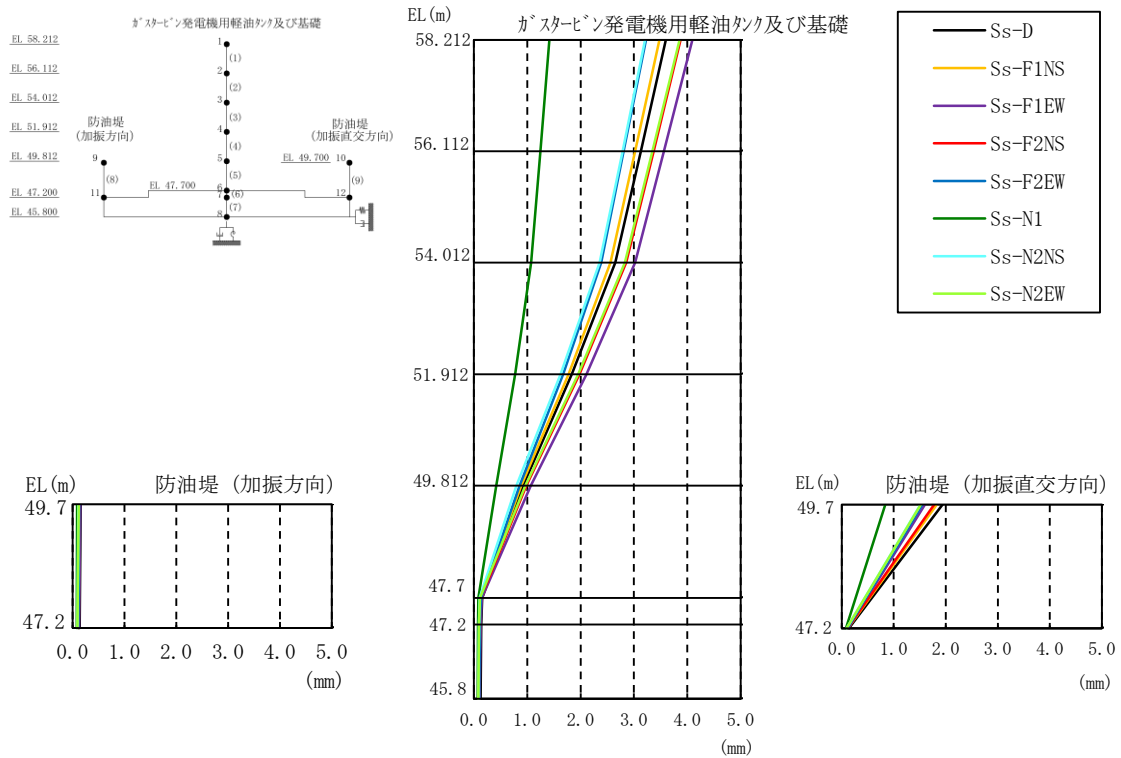 ｶﾞｽﾀｰﾋﾞﾝ発電機用軽油ﾀﾝｸ及び基礎
EL 58.212
1
(1)
EL 56.112
2
(2)
EL 54.012
3
(3)
EL 51.912
4
(4)
防油堤
(加振方向)
防油堤
(加振直交方向)
EL 49.812
9
5
EL 49.700
10
(8)
(5)
(9)
EL 47.200
11
EL 47.700
6
(6)
7
12
(7)
EL 45.800
8
EL(m)
ｶﾞｽﾀｰﾋﾞﾝ発電機用軽油ﾀﾝｸ及び基礎
58.212
56.112
54.012
51.912
49.812
47.7
47.2
45.8
0.0 1.0 2.0 3.0 4.0 5.0
(mm)
Ss-D
Ss-F1NS
Ss-F1EW
Ss-F2NS
Ss-F2EW
Ss-N1
Ss-N2NS
Ss-N2EW
EL(m)
防油堤 (加振方向)
49.7
47.2
0.0 1.0 2.0 3.0 4.0 5.0
(mm)
EL(m)
防油堤 (加振直交方向)
49.7
47.2
0.0 1.0 2.0 3.0 4.0 5.0
(mm)